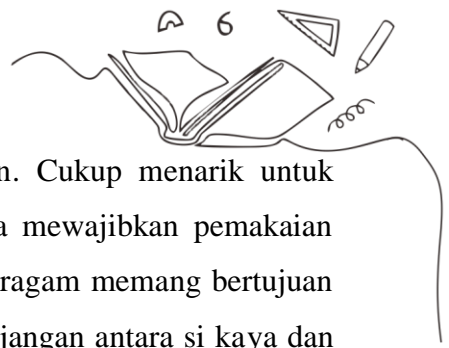 6
n. Cukup menarik untuk
a mewajibkan pemakaian
ragam memang bertujuan
jangan antara si kaya dan